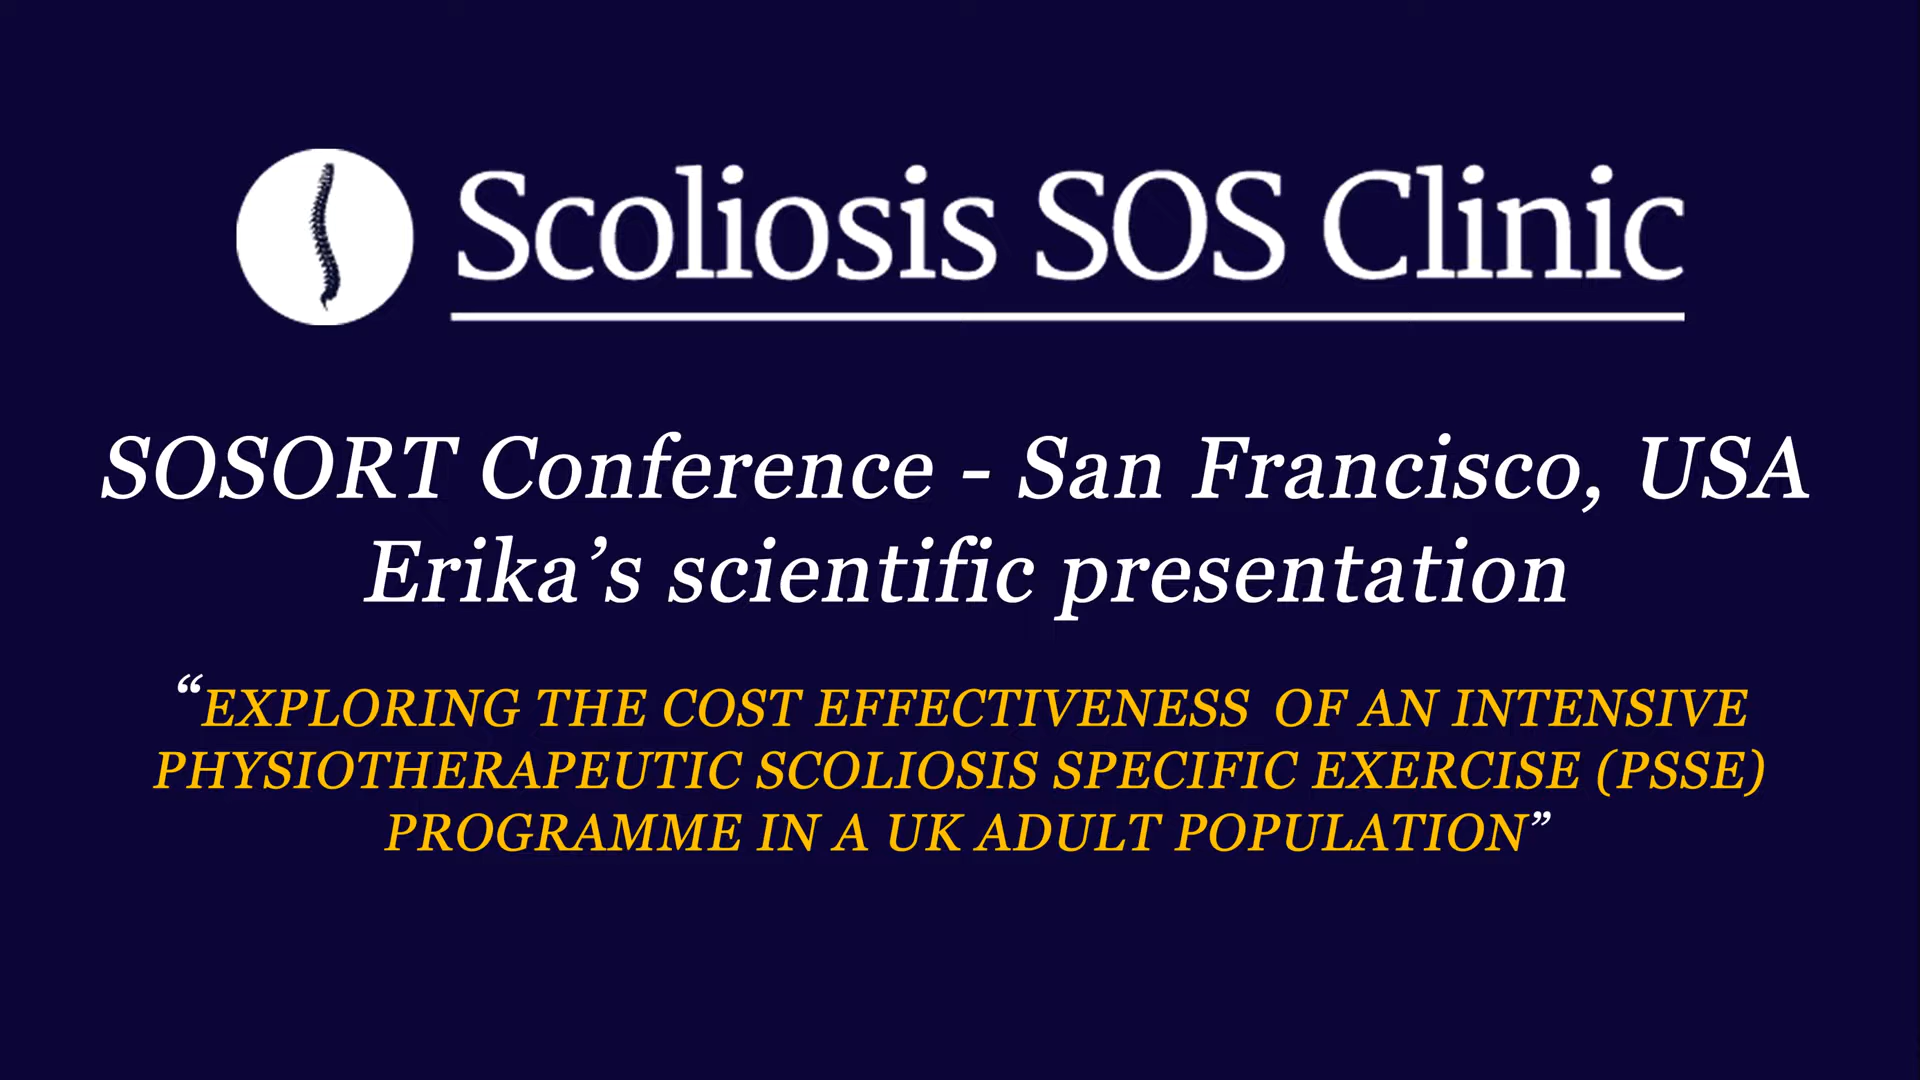 Scoliosis SOS Clinic
SOSORT Conference - San Francisco, USA
Erika’s scientific presentation
“EXPLORING THE COST EFFECTIVENESS OF AN INTENSIVE
PHYSIOTHERAPEUTIC SCOLIOSIS SPECIFIC EXERCISE (PSSE)
PROGRAMME IN A UK ADULT POPULATION”